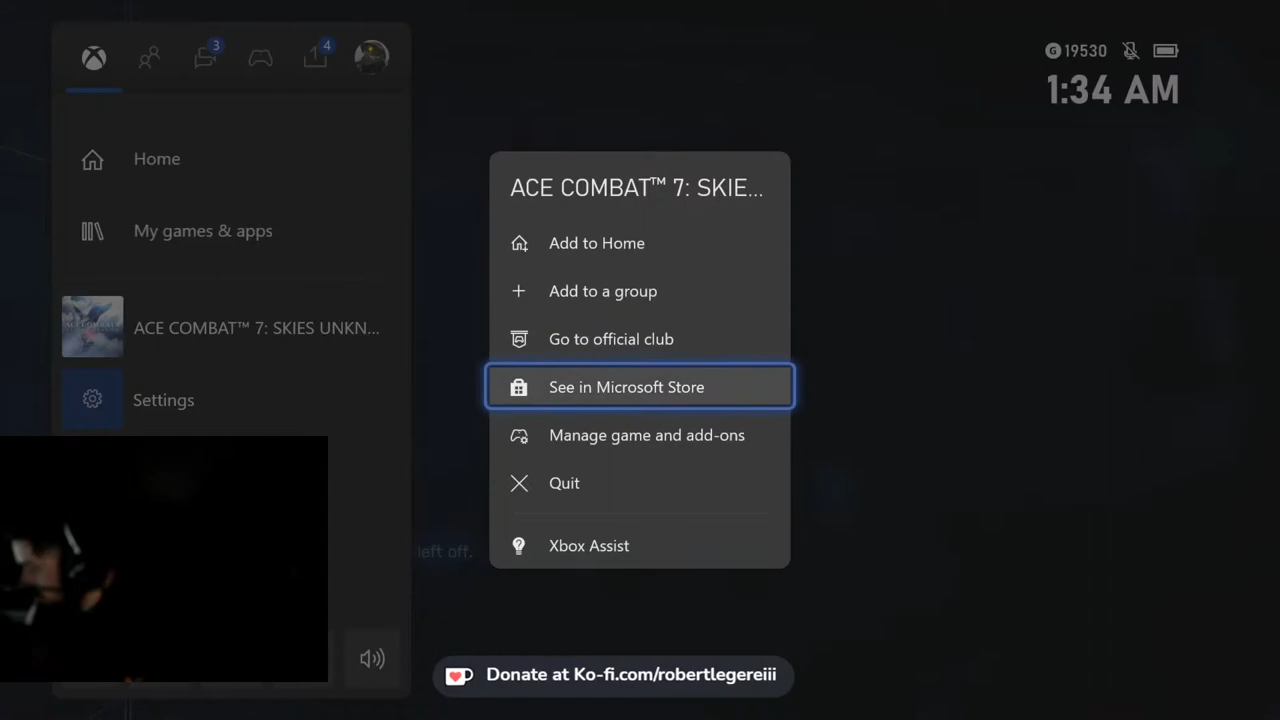 3
4
G 19530
1:34 AM
Home
My games & apps
ACE COMBAT™ 7: SKIES UNKN...
Settings
ACE COMBAT™ 7: SKIE...
Add to Home
Add to a group
Go to official club
See in Microsoft Store
Manage game and add-ons
Quit
Xbox Assist
left off.
Donate at Ko-fi.com/robertlegereiii